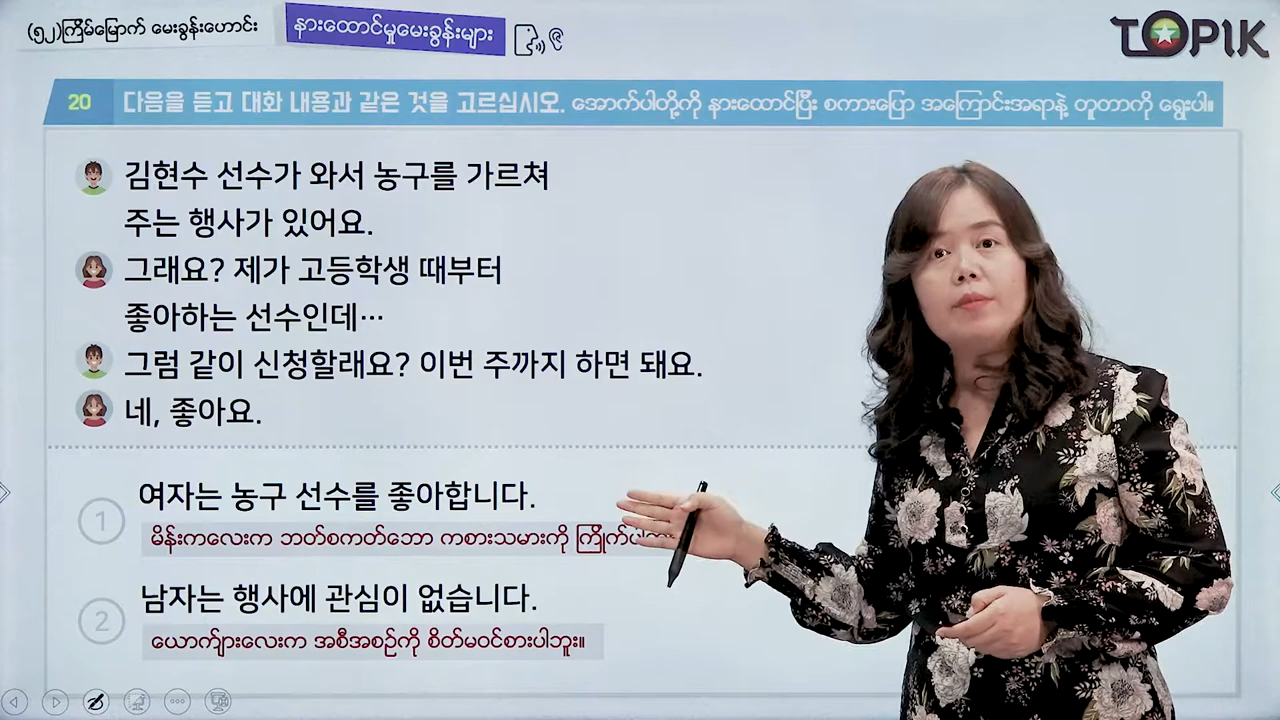 (၅၂)ကြိမ်မြောက် မေးခွန်းဟောင်း
နားထောင်မှုမေးခွန်းများ
၉
TOPIK
20 다음을 듣고 대화 내용과 같은 것을 고르십시오. အောက်ပါတို့ကို နားထောင်ပြီး စကားပြော အကြောင်းအရာနဲ့ တူတာကို ရွေးပါ။
김현수 선수가 와서 농구를 가르쳐
주는 행사가 있어요.
그래요? 제가 고등학생 때부터
좋아하는 선수인데…
그럼 같이 신청할래요? 이번 주까지 하면 돼요.
네, 좋아요.
1 여자는 농구 선수를 좋아합니다.
မိန်းကလေးက ဘတ်စကတ်ဘော ကစားသမားကို
2 남자는 행사에 관심이 없습니다.
ယောက်ျားလေးက အစီအစဉ်ကို စိတ်မဝင်စားပါဘူး။